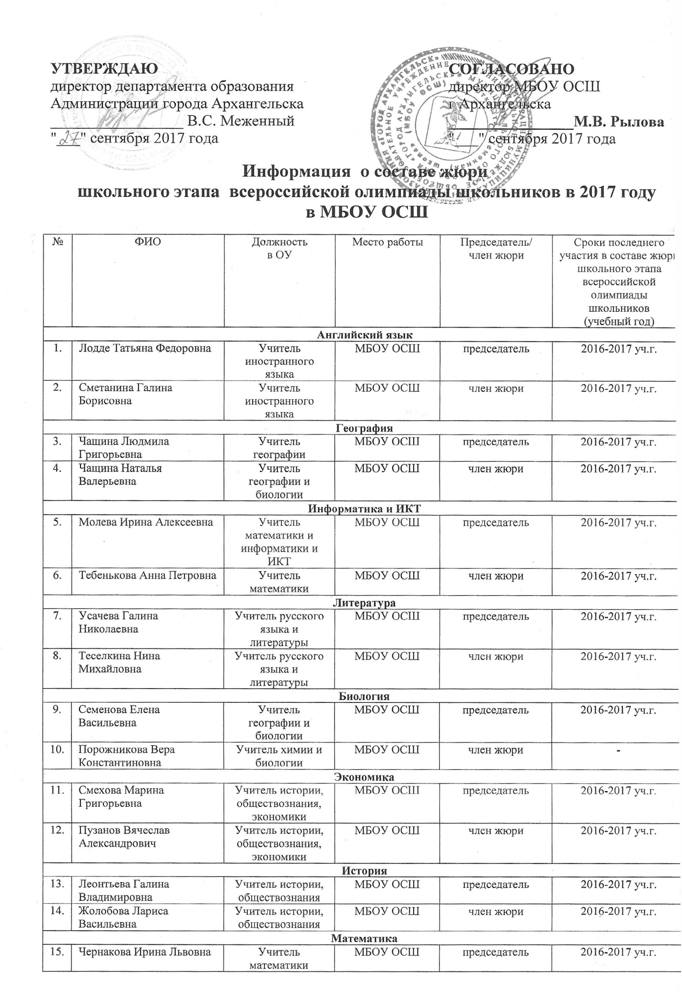 УТВЕРЖДАЮ
директор департамента образования
Администрации города Архангельска
В.С. Меженный
"27" сентября 2017 года
СОГЛАСОВАНО
директор МБОУ ОСШ
г. Архангельска
М.В. Рылова
"___" сентября 2017 года
Информация о составе жюри
школьного этапа всероссийской олимпиады школьников в 2017 году
в МБОУ ОСШ
№ ФИО Должность Место работы Председатель/ Сроки последнего
в ОУ член жюри участия в составе жюри
школьного этапа
всероссийской
олимпиады
школьников
(учебный год)
Английский язык
1. Лодде Татьяна Федоровна Учитель МБОУ ОСШ председатель 2016-2017 уч.г.
иностранного
языка
2. Сметанина Галина Учитель МБОУ ОСШ член жюри 2016-2017 уч.г.
Борисовна иностранного
языка
География
3. Чащина Людмила Учитель МБОУ ОСШ председатель 2016-2017 уч.г.
Григорьевна географии
4. Чащина Наталья Учитель МБОУ ОСШ член жюри 2016-2017 уч.г.
Валерьевна географии и
биологии
Информатика и ИКТ
5. Молева Ирина Алексеевна Учитель МБОУ ОСШ председатель 2016-2017 уч.г.
математики и
информатики и
ИКТ
6. Тебенькова Анна Петровна Учитель МБОУ ОСШ член жюри 2016-2017 уч.г.
математики
Литература
7. Усачева Галина Учитель русского МБОУ ОСШ председатель 2016-2017 уч.г.
Николаевна языка и
литературы
8. Теселкина Нина Учитель русского МБОУ ОСШ член жюри 2016-2017 уч.г.
Михайловна языка и
литературы
Биология
9. Семенова Елена Учитель МБОУ ОСШ председатель 2016-2017 уч.г.
Васильевна географии и
биологии
10. Порожникова Вера Учитель химии и МБОУ ОСШ член жюри -
Константиновна биологии
Экономика
11. Смехова Марина Учитель истории, МБОУ ОСШ председатель 2016-2017 уч.г.
Григорьевна обществознания,
экономики
12. Пузанов Вячеслав Учитель истории, МБОУ ОСШ член жюри 2016-2017 уч.г.
Александрович обществознания,
экономики
История
13. Леонтьева Галина Учитель истории, МБОУ ОСШ председатель 2016-2017 уч.г.
Владимировна обществознания
14. Жолобова Лариса Учитель истории, МБОУ ОСШ член жюри 2016-2017 уч.г.
Васильевна обществознания
Математика
15. Чернакова Ирина Львовна Учитель МБОУ ОСШ председатель 2016-2017 уч.г.
математики